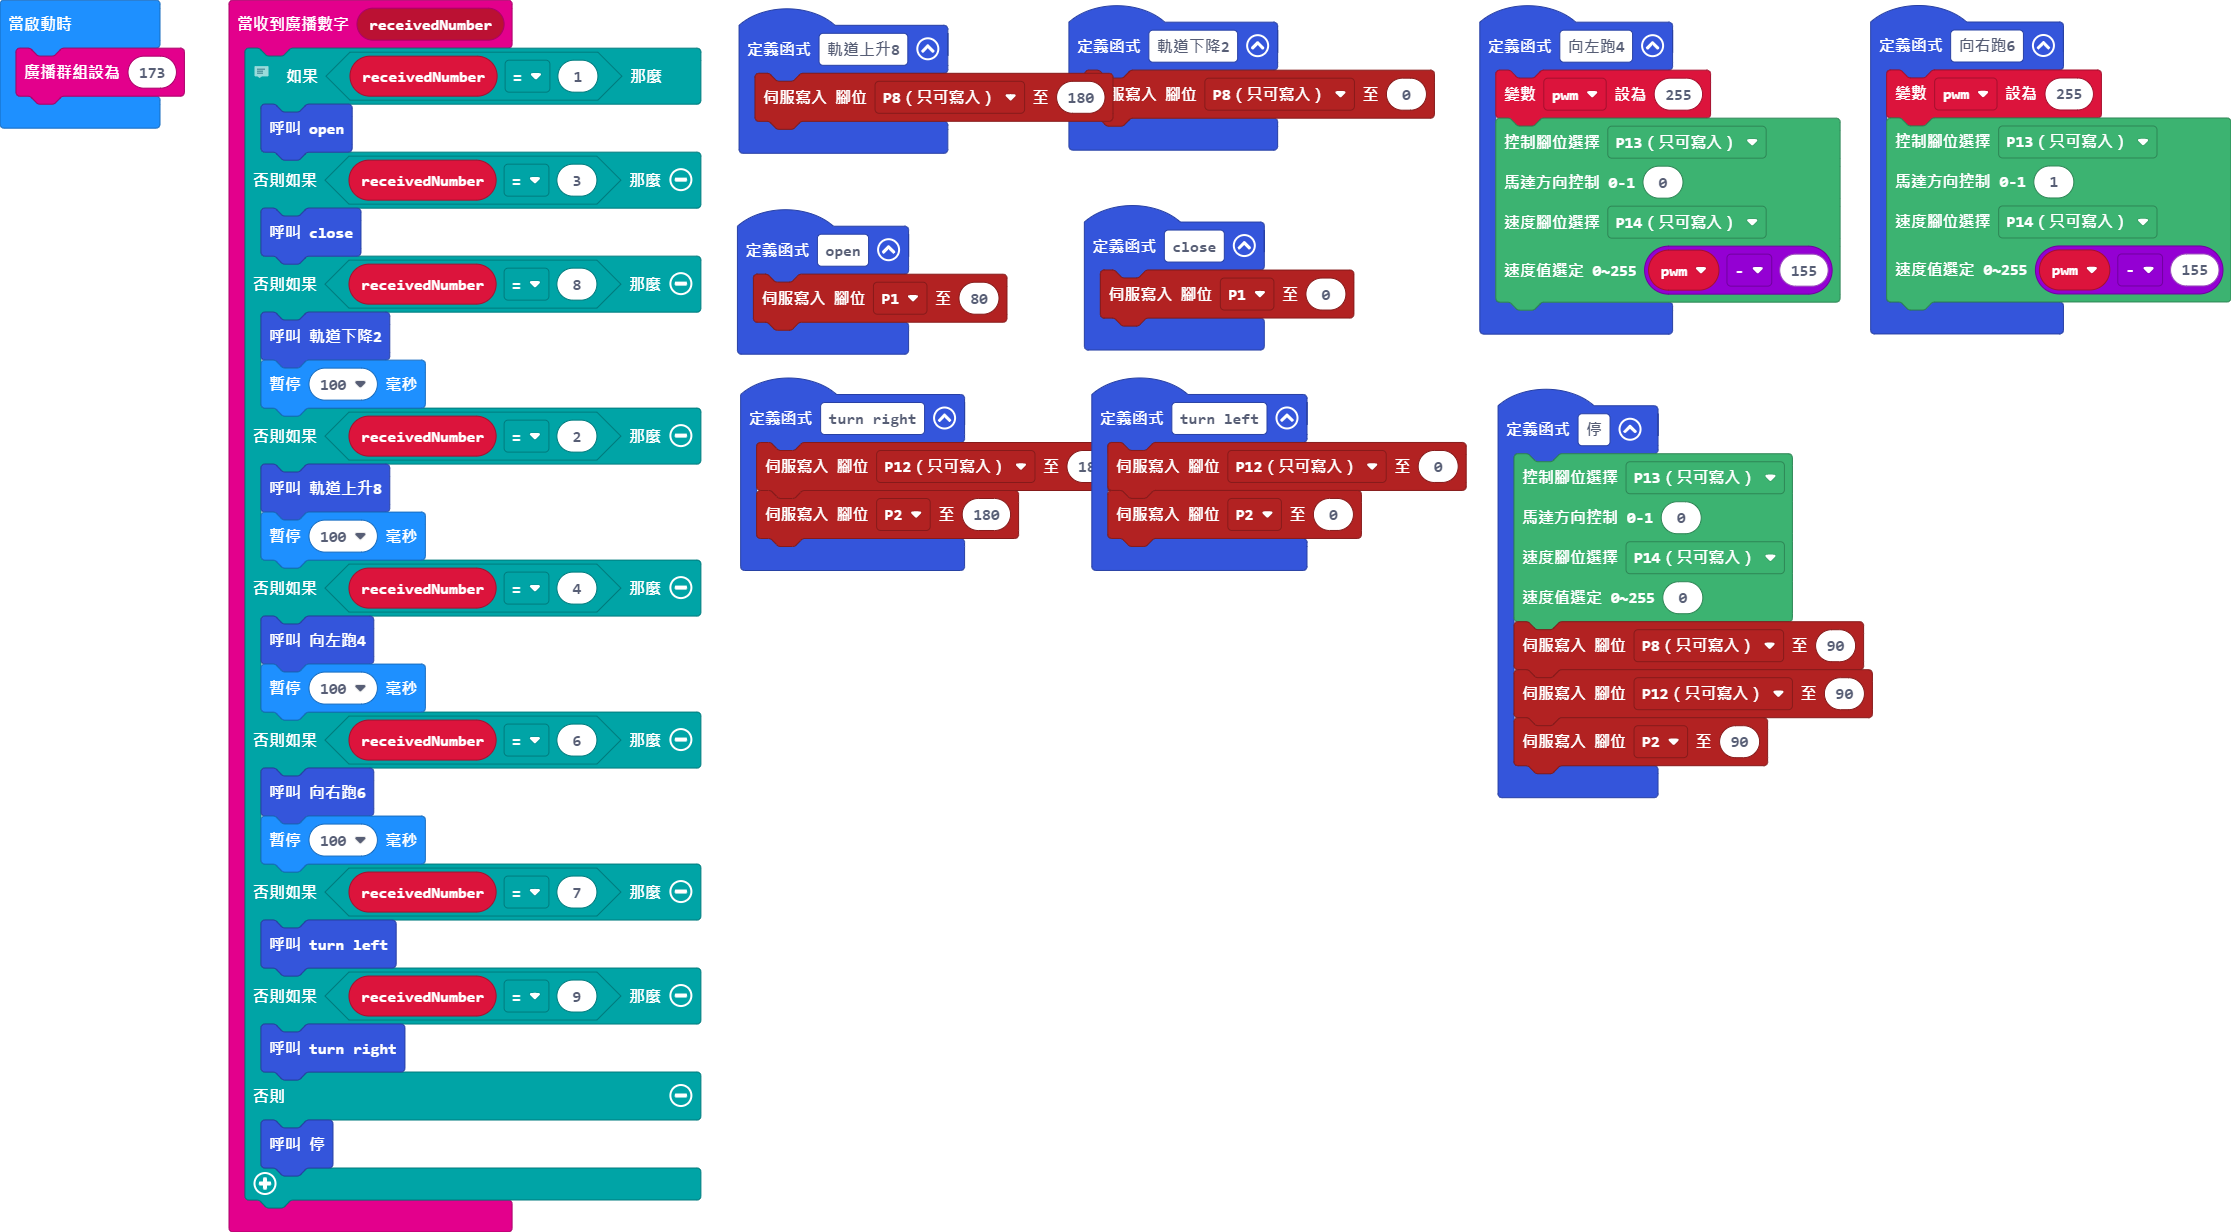 當啟動時
廣播群組設為 173
當收到廣播數字 receivedNumber
如果 receivedNumber = 1 那麼
呼叫 open
否則如果 receivedNumber = 3 那麼
呼叫 close
否則如果 receivedNumber = 8 那麼
呼叫 軌道下降2
暫停 100 毫秒
否則如果 receivedNumber = 2 那麼
呼叫 軌道上升8
暫停 100 毫秒
否則如果 receivedNumber = 4 那麼
呼叫 向左跑4
暫停 100 毫秒
否則如果 receivedNumber = 6 那麼
呼叫 向右跑6
暫停 100 毫秒
否則如果 receivedNumber = 7 那麼
呼叫 turn left
否則如果 receivedNumber = 9 那麼
呼叫 turn right
否則
呼叫 停
定義函式 軌道上升8
伺服寫入 腳位 P8(只可寫入) 至 180
定義函式 軌道下降2
服寫入 腳位 P8(只可寫入) 至 0
定義函式 open
伺服寫入 腳位 P1 至 80
定義函式 close
伺服寫入 腳位 P1 至 0
定義函式 turn right
伺服寫入 腳位 P12(只可寫入) 至
伺服寫入 腳位 P2 至 180
定義函式 turn left
伺服寫入 腳位 P12(只可寫入) 至 0
伺服寫入 腳位 P2 至 0
定義函式 向左跑4
變數 pwm 設為 255
控制腳位選擇 P13(只可寫入)
馬達方向控制 0-1 0
速度腳位選擇 P14(只可寫入)
速度值選定 0~255 pwm - 155
定義函式 向右跑6
變數 pwm 設為 255
控制腳位選擇 P13(只可寫入)
馬達方向控制 0-1 1
速度腳位選擇 P14(只可寫入)
速度值選定 0~255 pwm - 155
定義函式 停
控制腳位選擇 P13(只可寫入)
馬達方向控制 0-1 0
速度腳位選擇 P14(只可寫入)
速度值選定 0~255 0
伺服寫入 腳位 P8(只可寫入) 至 90
伺服寫入 腳位 P12(只可寫入) 至 90
伺服寫入 腳位 P2 至 90